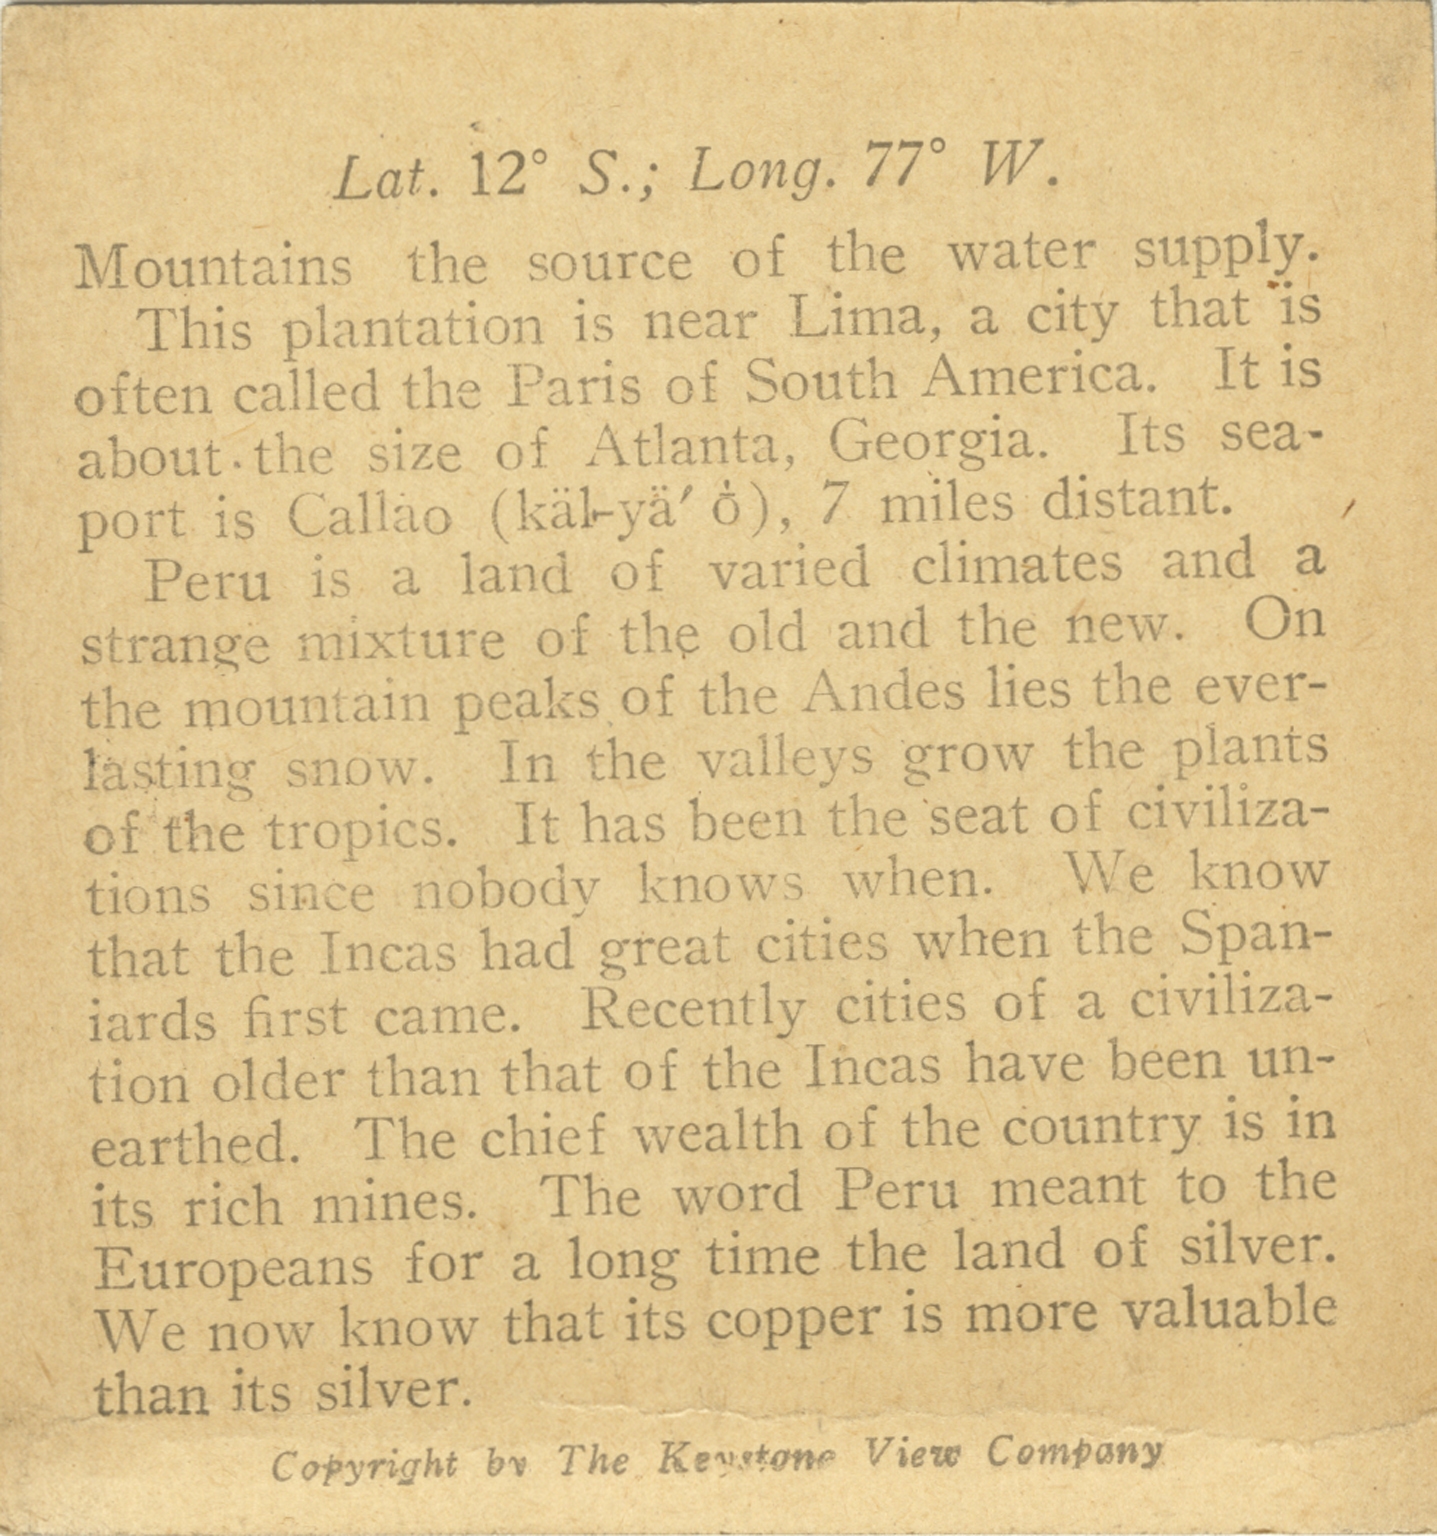 Lat. 12° S.; Long. 77° W.
Mountains the source of the water supply.
This plantation is near Lima, a city that is
often called the Paris of South America. It is
about the size of Atlanta, Georgia. Its sea-
port is Callao (käl-yä′ ȯ), 7 miles distant.
Peru is a land of varied climates and a
strange mixture of the old and the new. On
the mountain peaks of the Andes lies the ever-
lasting snow. In the valleys grow the plants
of the tropics. It has been the seat of civiliza-
tions since nobody knows when. We know
that the Incas had great cities when the Span-
iards first came. Recently cities of a civiliza-
tion older than that of the Incas have been un-
earthed. The chief wealth of the country is in
its rich mines. The word Peru meant to the
Europeans for a long time the land of silver.
We now know that its copper is more valuable
than its silver.
Copyright by The Keystone View Company